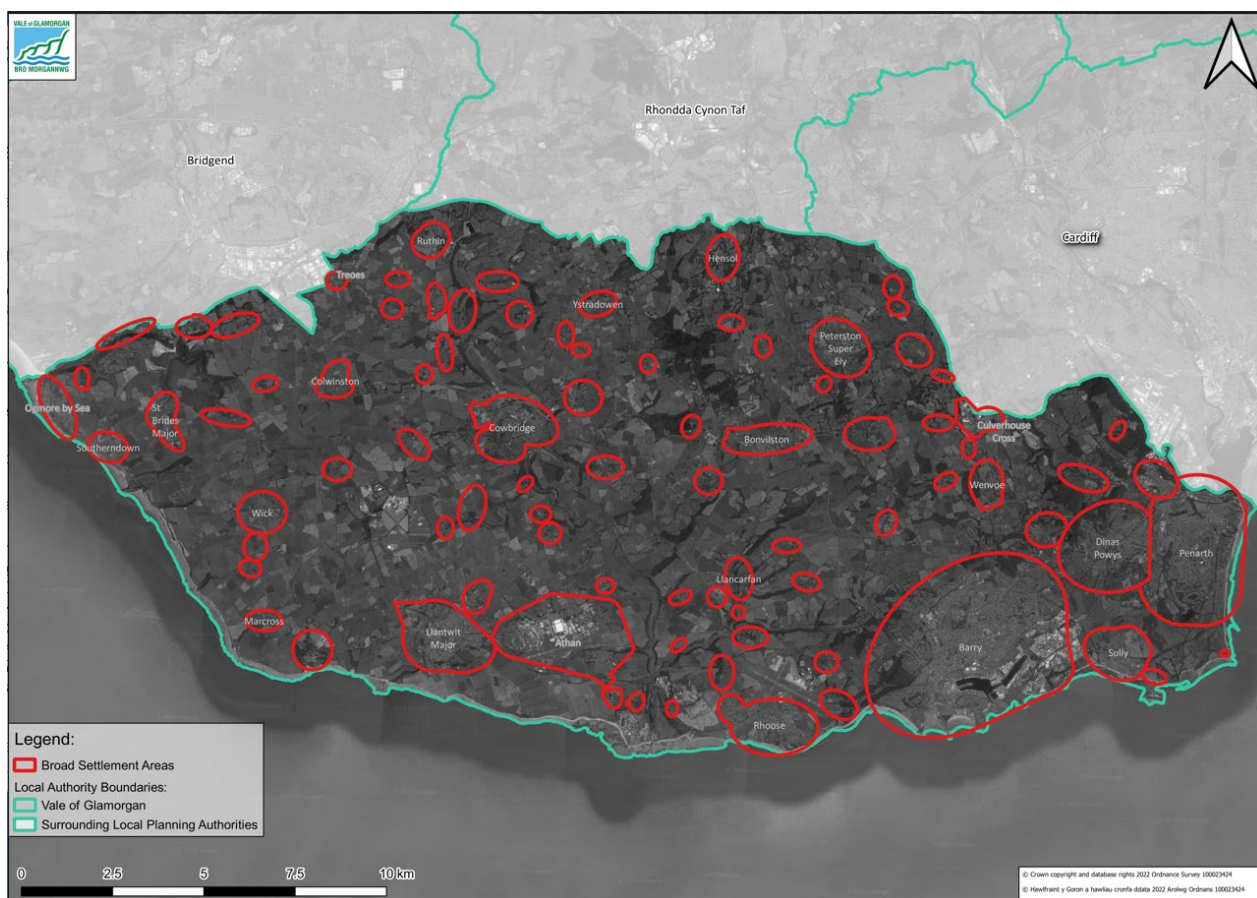 VALE of GLAMORGAN
BRO MORGANNWG
Rhondda Cynon Taf
Bridgend
Cardiff
Ruthin
Hensol
Treoes
Ystradowen
Peterston
Super
Ely
Colwinston
Ogmore by Sea
St
Brides
Major
Cowbridge
Bonvilston
Culverhouse
Cross
Southerndown
Wenvoe
Wick
Dinas
Powys
Penarth
Llancarfan
Marcross
Llantwit
Major
Athan
Barry
Sully
Rhoose
Legend:
Broad Settlement Areas
Local Authority Boundaries:
Vale of Glamorgan
Surrounding Local Planning Authorities
0 2.5 5 7.5 10 km
© Crown copyright and database rights 2022 Ordnance Survey 100023424
© Hawlfraint y Goron a hawliau cronfa ddata 2022 Arolwg Ordnans 100023424